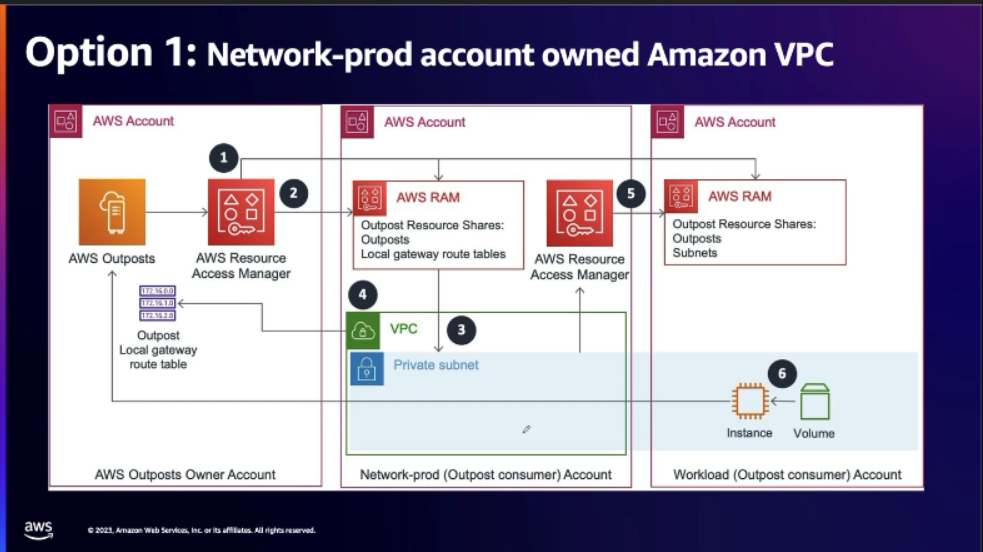 Option 1: Network-prod account owned Amazon VPC
AWS Account
AWS Account
AWS Account
1
2
5
AWS Outposts
AWS Resource
Access Manager
AWS RAM
Outpost Resource Shares:
Outposts
Local gateway route tables
AWS Resource
Access Manager
AWS RAM
Outpost Resource Shares:
Outposts
Subnets
172.16.0.0
172.16.1.0
172.16.2.0
Outpost
Local gateway
route table
4
VPC
3
Private subnet
6
Instance
Volume
AWS Outposts Owner Account
Network-prod (Outpost consumer) Account
Workload (Outpost consumer) Account
aws
© 2023, Amazon Web Services, Inc. or its affiliates. All rights reserved.